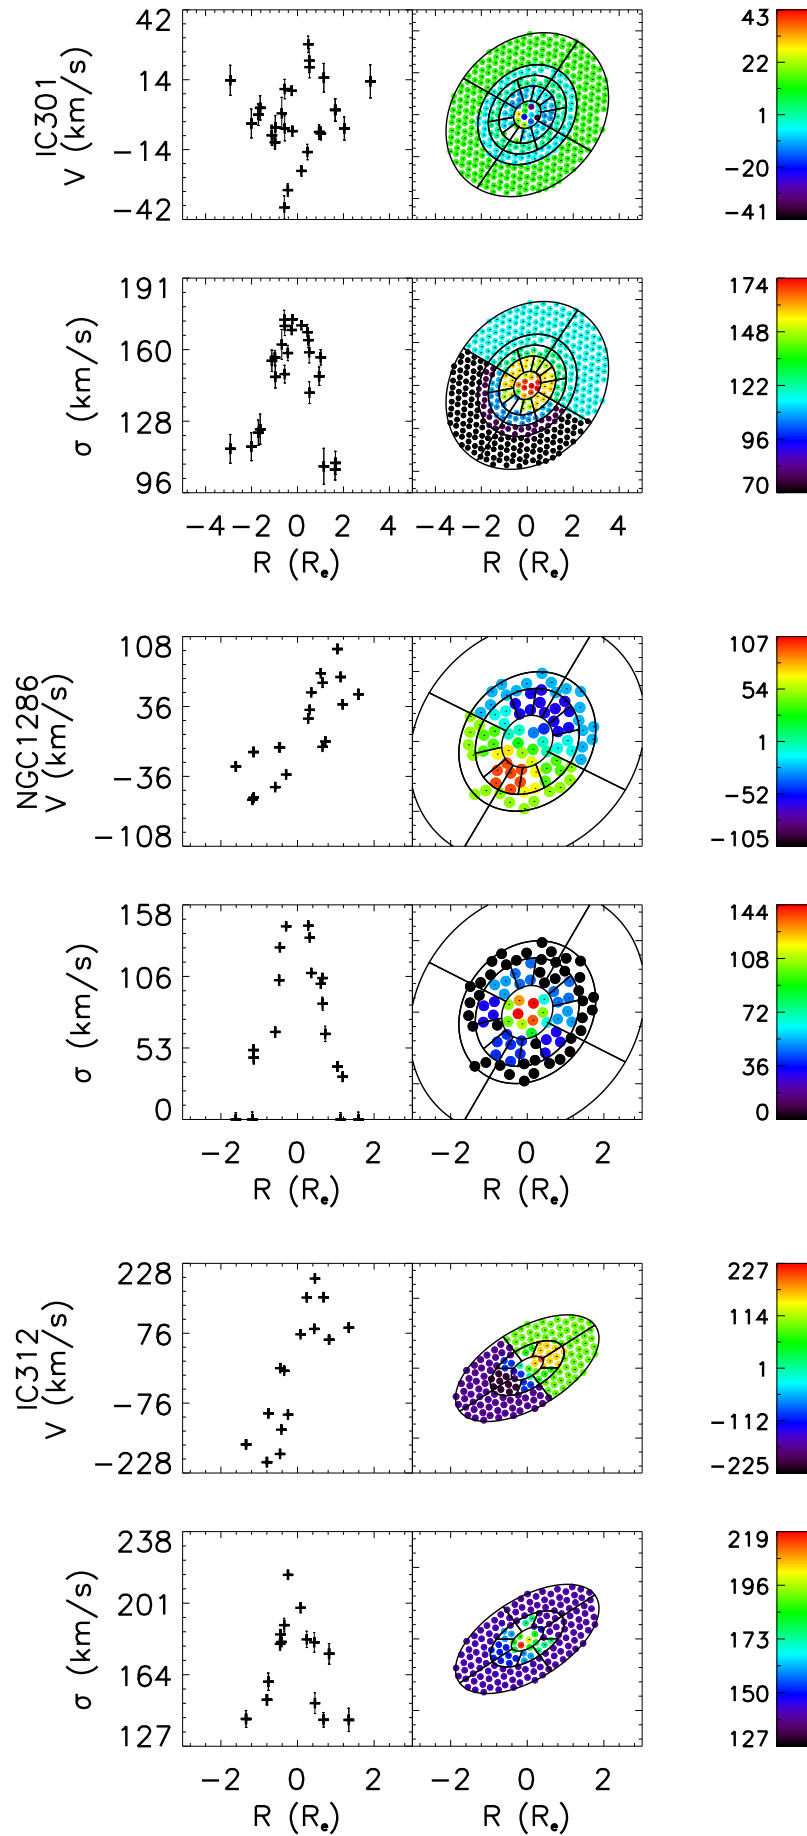 IC301
V (km/s)
42
14
−14
−42
43
22
1
−20
−41
σ (km/s)
191
160
128
96
174
148
122
96
70
−4 −2 0 2 4
−4 −2 0 2 4
R (Re)
R (Re)
NGC1286
V (km/s)
108
36
−36
−108
107
54
1
−52
−105
σ (km/s)
158
106
53
0
144
108
72
36
0
−2 0 2
−2 0 2
R (Re)
R (Re)
IC312
V (km/s)
228
76
−76
−228
227
114
1
−112
−225
σ (km/s)
238
201
164
127
219
196
173
150
127
−2 0 2
−2 0 2
R (Re)
R (Re)